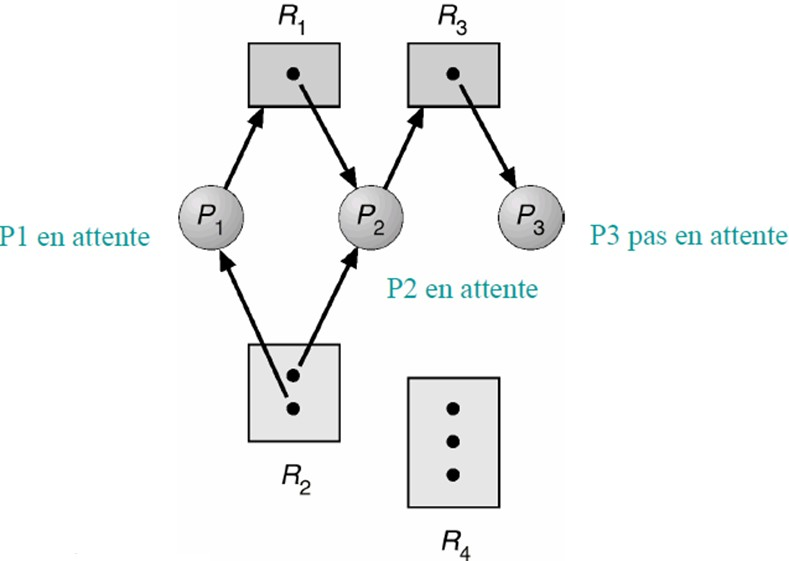 R1
R3
P1
P2
P3
P1 en attente
P3 pas en attente
P2 en attente
R2
R4